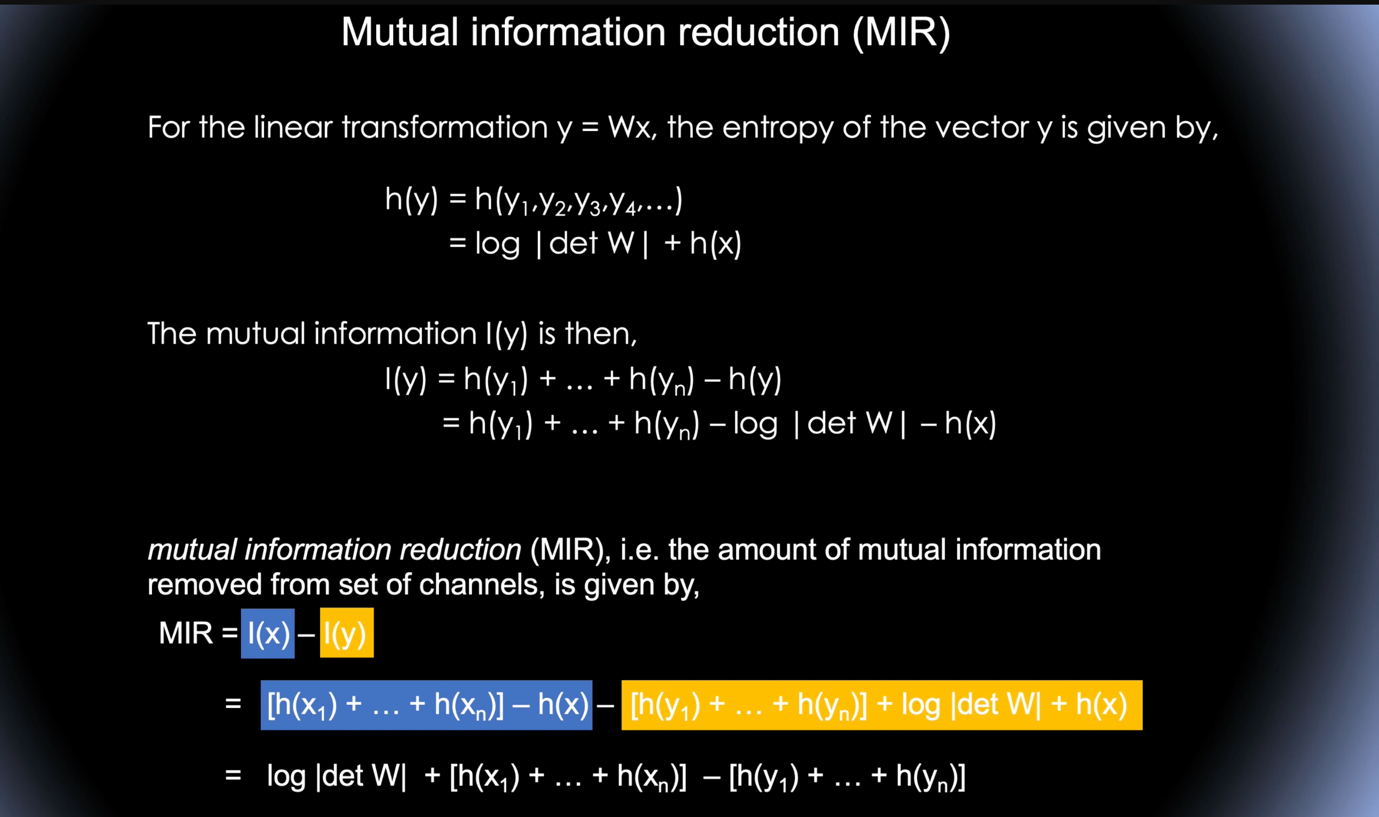 Mutual information reduction (MIR)
For the linear transformation y = Wx, the entropy of the vector y is given by,
h(y) = h(y₁,y₂,y₃,y₄,…)
= log |det W| + h(x)
The mutual information I(y) is then,
I(y) = h(y₁) + … + h(yₙ) – h(y)
= h(y₁) + … + h(yₙ) – log |det W| – h(x)
mutual information reduction (MIR), i.e. the amount of mutual information
removed from set of channels, is given by,
MIR = I(x) – I(y)
= [h(x₁) + … + h(xₙ)] – h(x) – [h(y₁) + … + h(yₙ)] + log |det W| + h(x)
= log |det W| + [h(x₁) + … + h(xₙ)] – [h(y₁) + … + h(yₙ)]